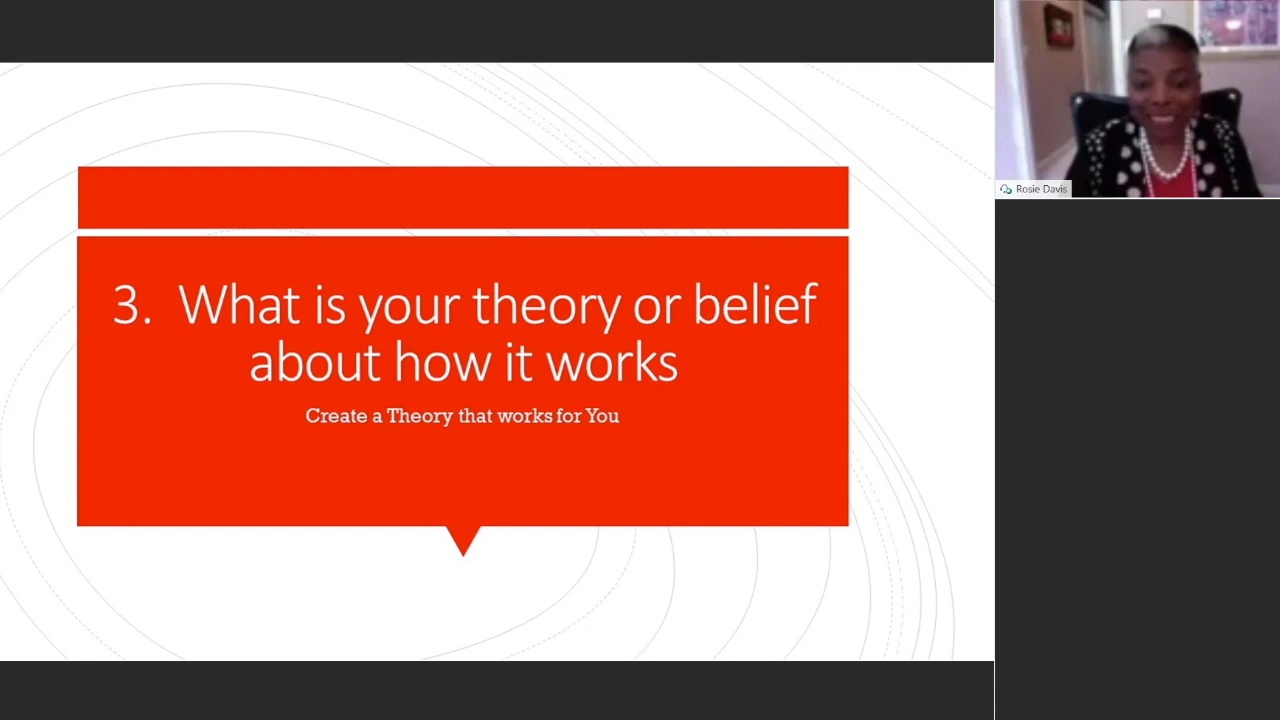 3. What is your theory or belief
about how it works
Create a Theory that works for You
Rosie Davis